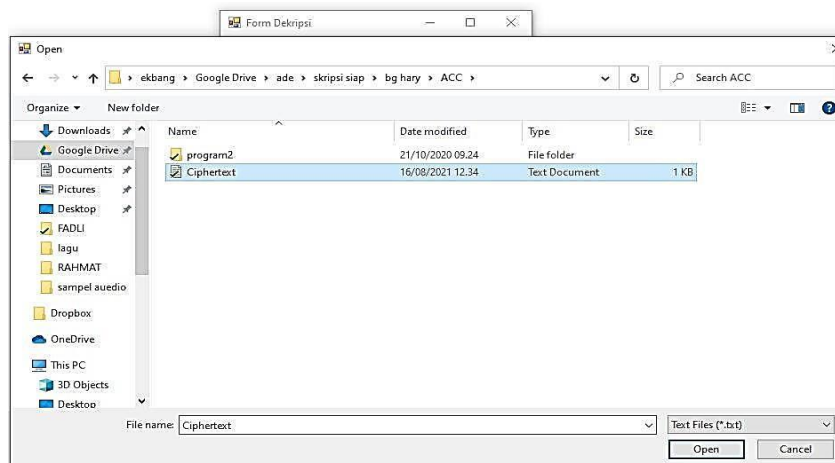 Form Dekripsi
Open
ekbang › Google Drive › ade › skripsi siap › bg hary › ACC ›
Search ACC
Organize
New folder
Name Date modified Type Size
Downloads
Google Drive
Documents
Pictures
Desktop
FADLI
lagu
RAHMAT
sampel auedio
Dropbox
OneDrive
This PC
3D Objects
Desktop
program2 21/10/2020 09.24 File folder
Ciphertext 16/08/2021 12.34 Text Document 1 KB
File name: Ciphertext
Text Files (*.txt)
Open Cancel